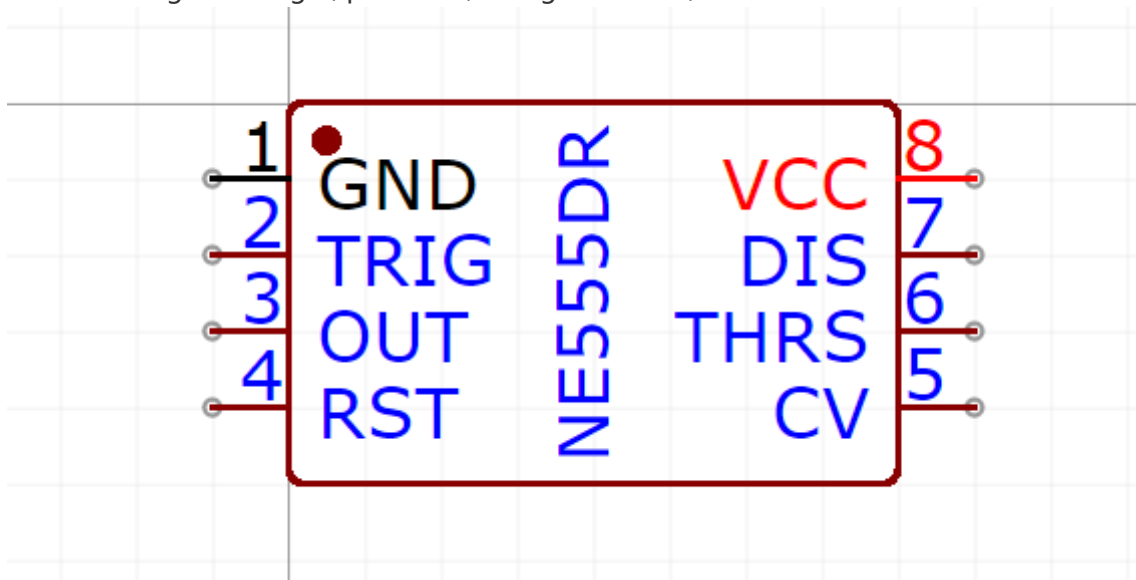 1 GND
2 TRIG
3 OUT
4 RST
NE555DR
VCC 8
DIS 7
THRS 6
CV 5